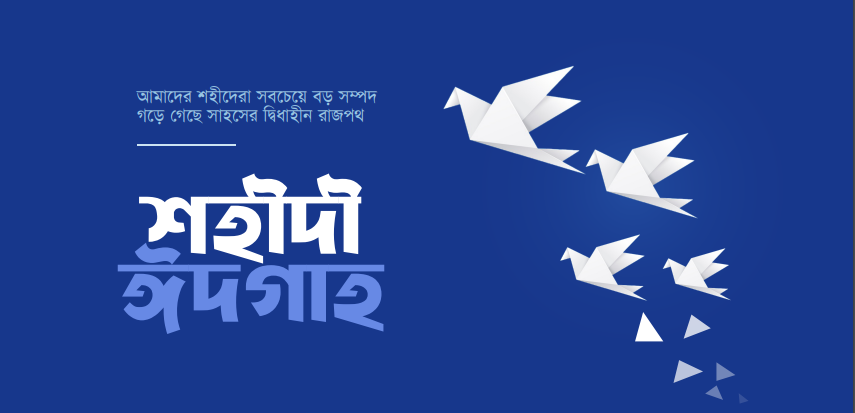 আমাদের শহীদেরা সবচেয়ে বড় সম্পদ
গড়ে গেছে সাহসের দ্বিধাহীন রাজপথ
শহীদী
ঈদগাহ